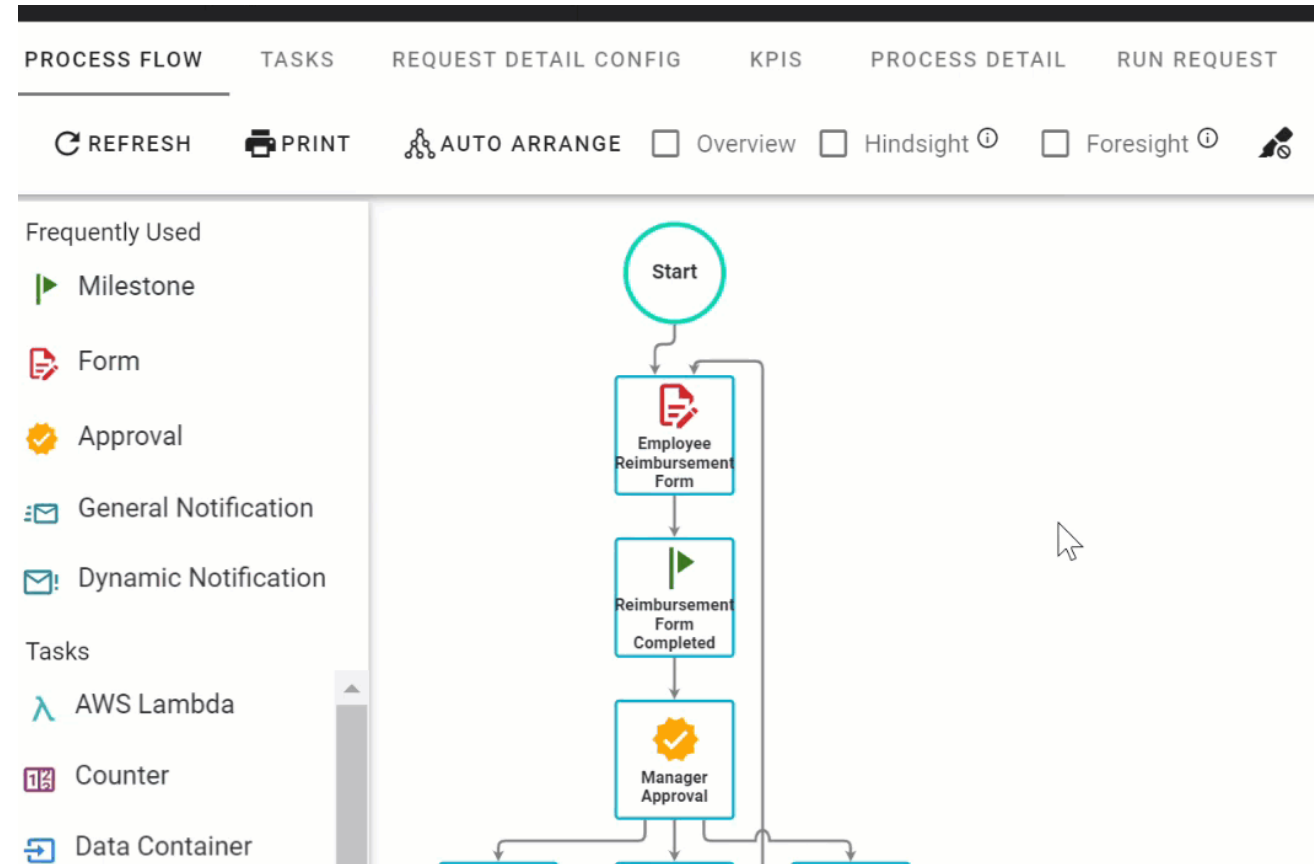 PROCESS FLOW TASKS REQUEST DETAIL CONFIG KPIS PROCESS DETAIL RUN REQUEST
REFRESH PRINT AUTO ARRANGE Overview Hindsight Foresight
Frequently Used
Milestone
Form
Approval
General Notification
Dynamic Notification
Tasks
AWS Lambda
Counter
Data Container
Start
Employee
Reimbursement
Form
Reimbursement
Form
Completed
Manager
Approval